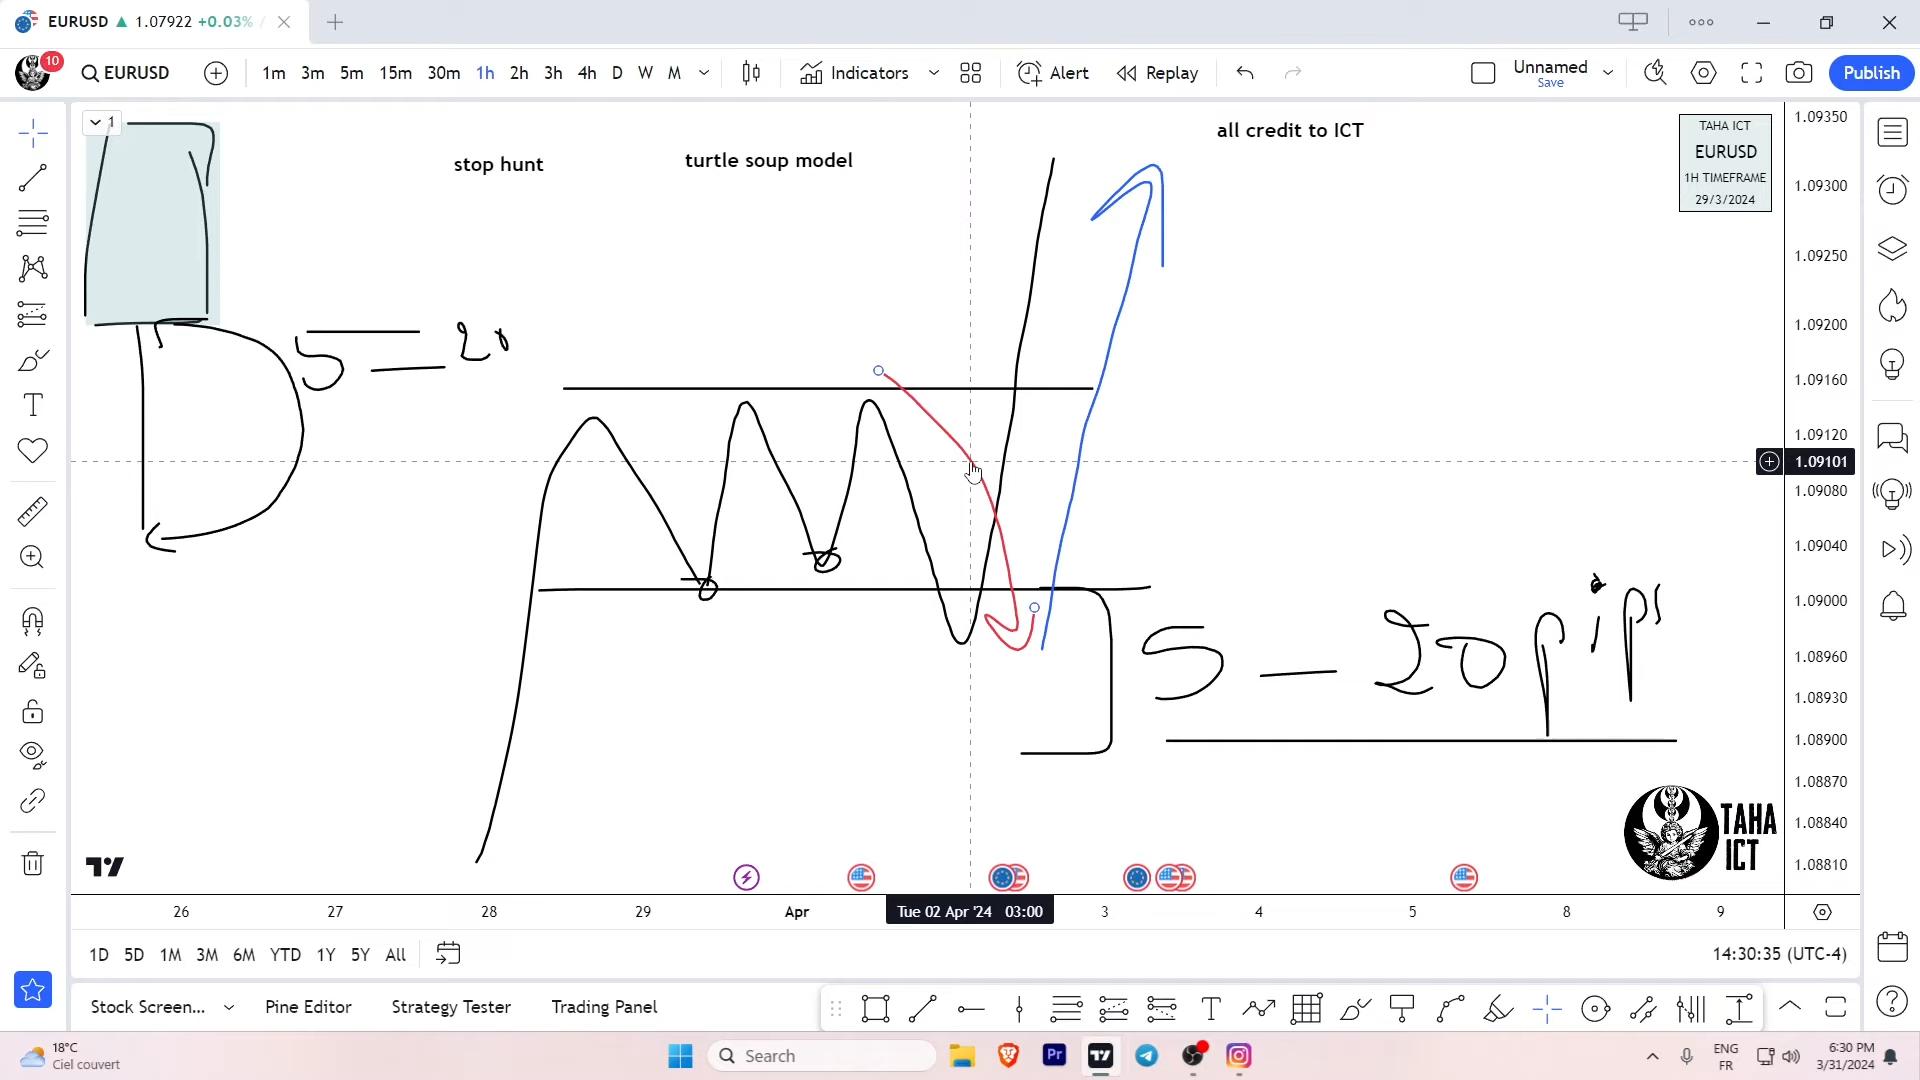 EURUSD 1.07922 +0.03% /
10 EURUSD 1m 3m 5m 15m 30m 1h 2h 3h 4h D W M Indicators Alert Replay Unnamed Save Publish
1
stop hunt
turtle soup model
all credit to ICT
TAHA ICT
EURUSD
1H TIMEFRAME
29/3/2024
5 — 20
5 — 20 pips
1.09350
1.09300
1.09250
1.09200
1.09160
1.09120
1.09101
1.09080
1.09040
1.09000
1.08960
1.08930
1.08900
1.08870
1.08840
1.08810
TAHA
ICT
26 27 28 29 Apr Tue 02 Apr '24 03:00 3 4 5 8 9
1D 5D 1M 3M 6M YTD 1Y 5Y All 14:30:35 (UTC-4)
Stock Screen... Pine Editor Strategy Tester Trading Panel
18°C
Ciel couvert
Search
Pr
ENG
FR
6:30 PM
3/31/2024